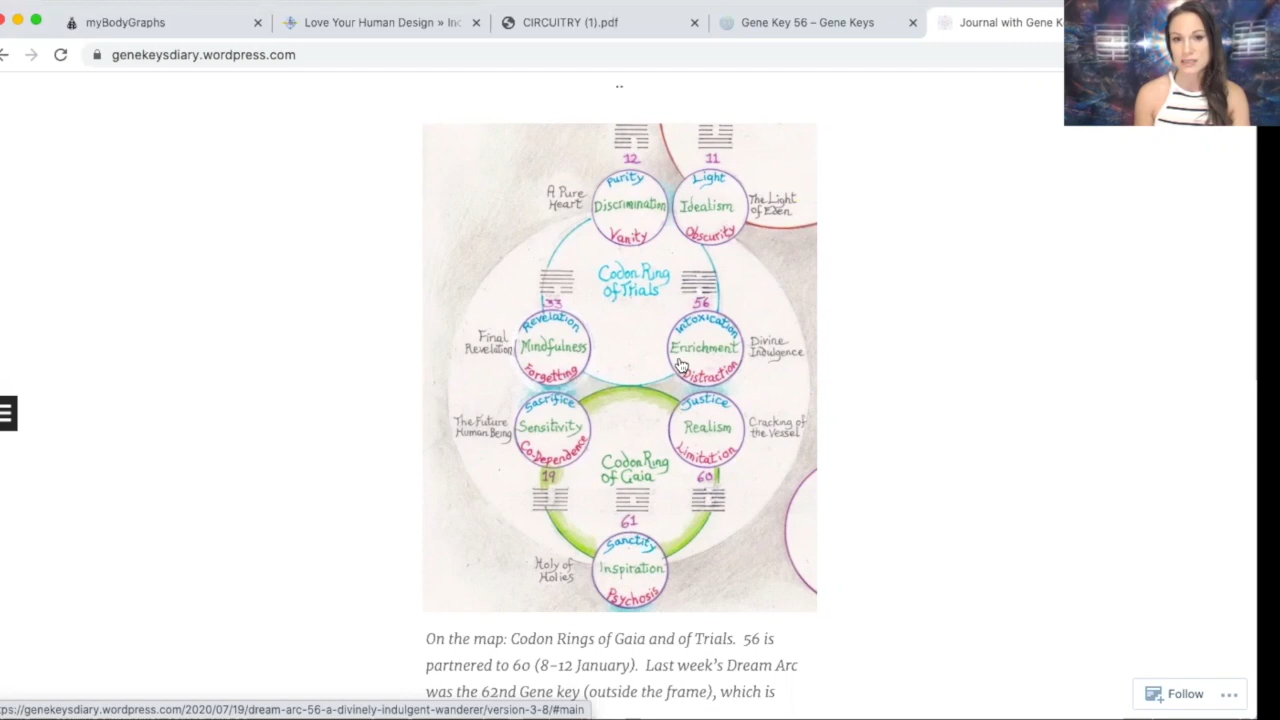 myBodyGraphs
Love Your Human Design » Inc
CIRCUITRY (1).pdf
Gene Key 56 – Gene Keys
Journal with Gene K
genekeysdiary.wordpress.com
..
12
11
A Pure
Heart
Purity
Discrimination
Vanity
Light
Idealism
Obscurity
The Light
of Eden
Codon Ring
of Trials
33
56
Final
Revelation
Revelation
Mindfulness
Forgetting
Intoxication
Enrichment
Distraction
Divine
Indulgence
The Future
Human Being
Sacrifice
Sensitivity
Co-Dependence
Justice
Realism
Limitation
Cracking of
the Vessel
Codon Ring
of Gaia
19
60
61
Holy of
Holies
Sanctity
Inspiration
Psychosis
On the map: Codon Rings of Gaia and of Trials. 56 is
partnered to 60 (8-12 January). Last week's Dream Arc
was the 62nd Gene key (outside the frame), which is
Follow
ps://genekeysdiary.wordpress.com/2020/07/19/dream-arc-56-a-divinely-indulgent-wanderer/version-3-8/#main